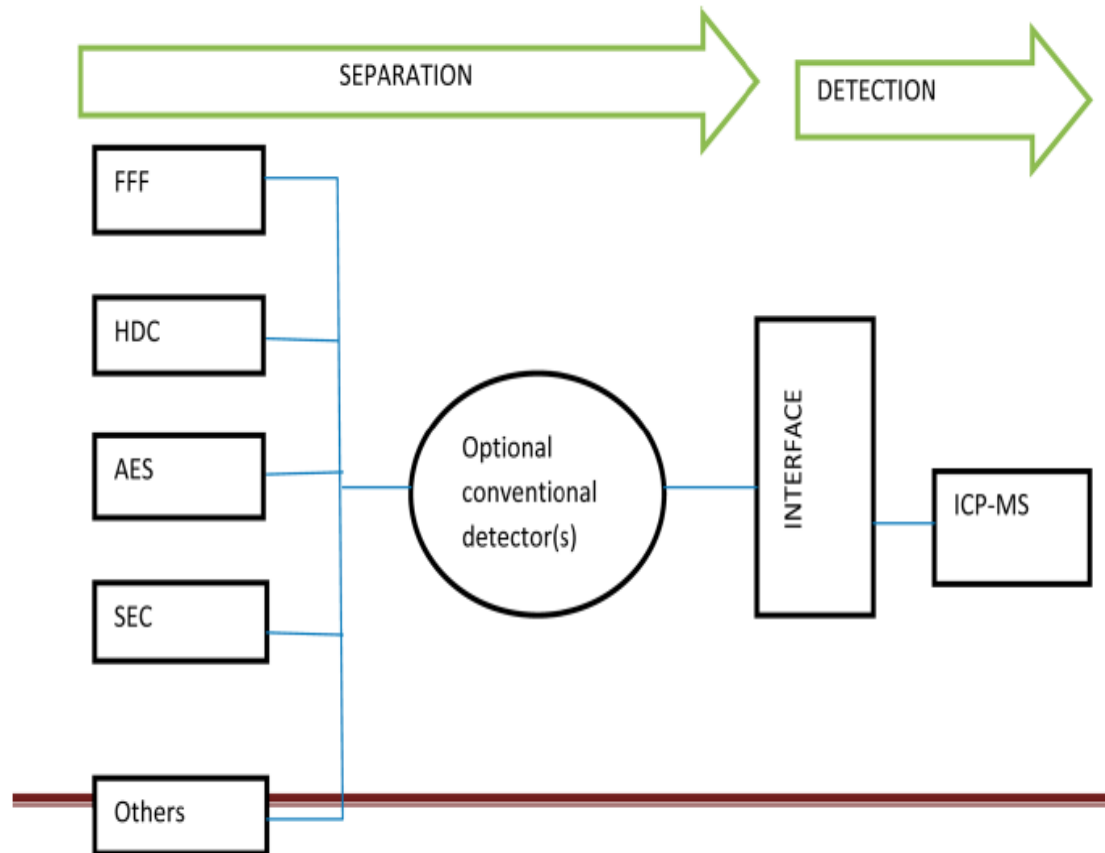 SEPARATION
DETECTION
FFF
HDC
AES
SEC
Others
Optional
conventional
detector(s)
INTERFACE
ICP-MS